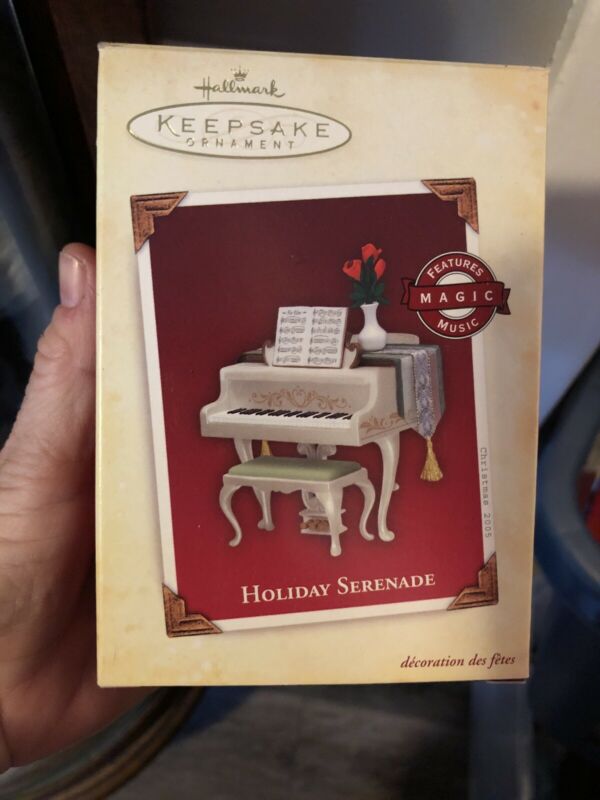 Hallmark
KEEPSAKE
ORNAMENT
FEATURES
MAGIC
MUSIC
Christmas 2005
HOLIDAY SERENADE
décoration des fêtes